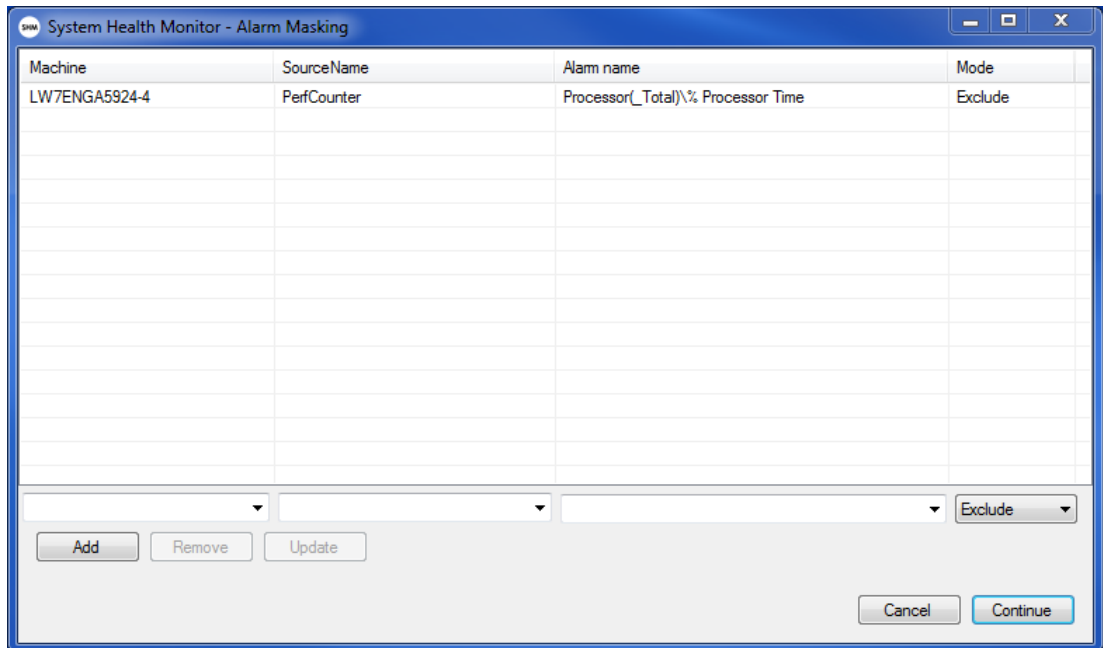 SHM System Health Monitor - Alarm Masking
Machine SourceName Alarm name Mode
LW7ENGA5924-4 PerfCounter Processor(_Total)\% Processor Time Exclude
Exclude
Add Remove Update
Cancel Continue